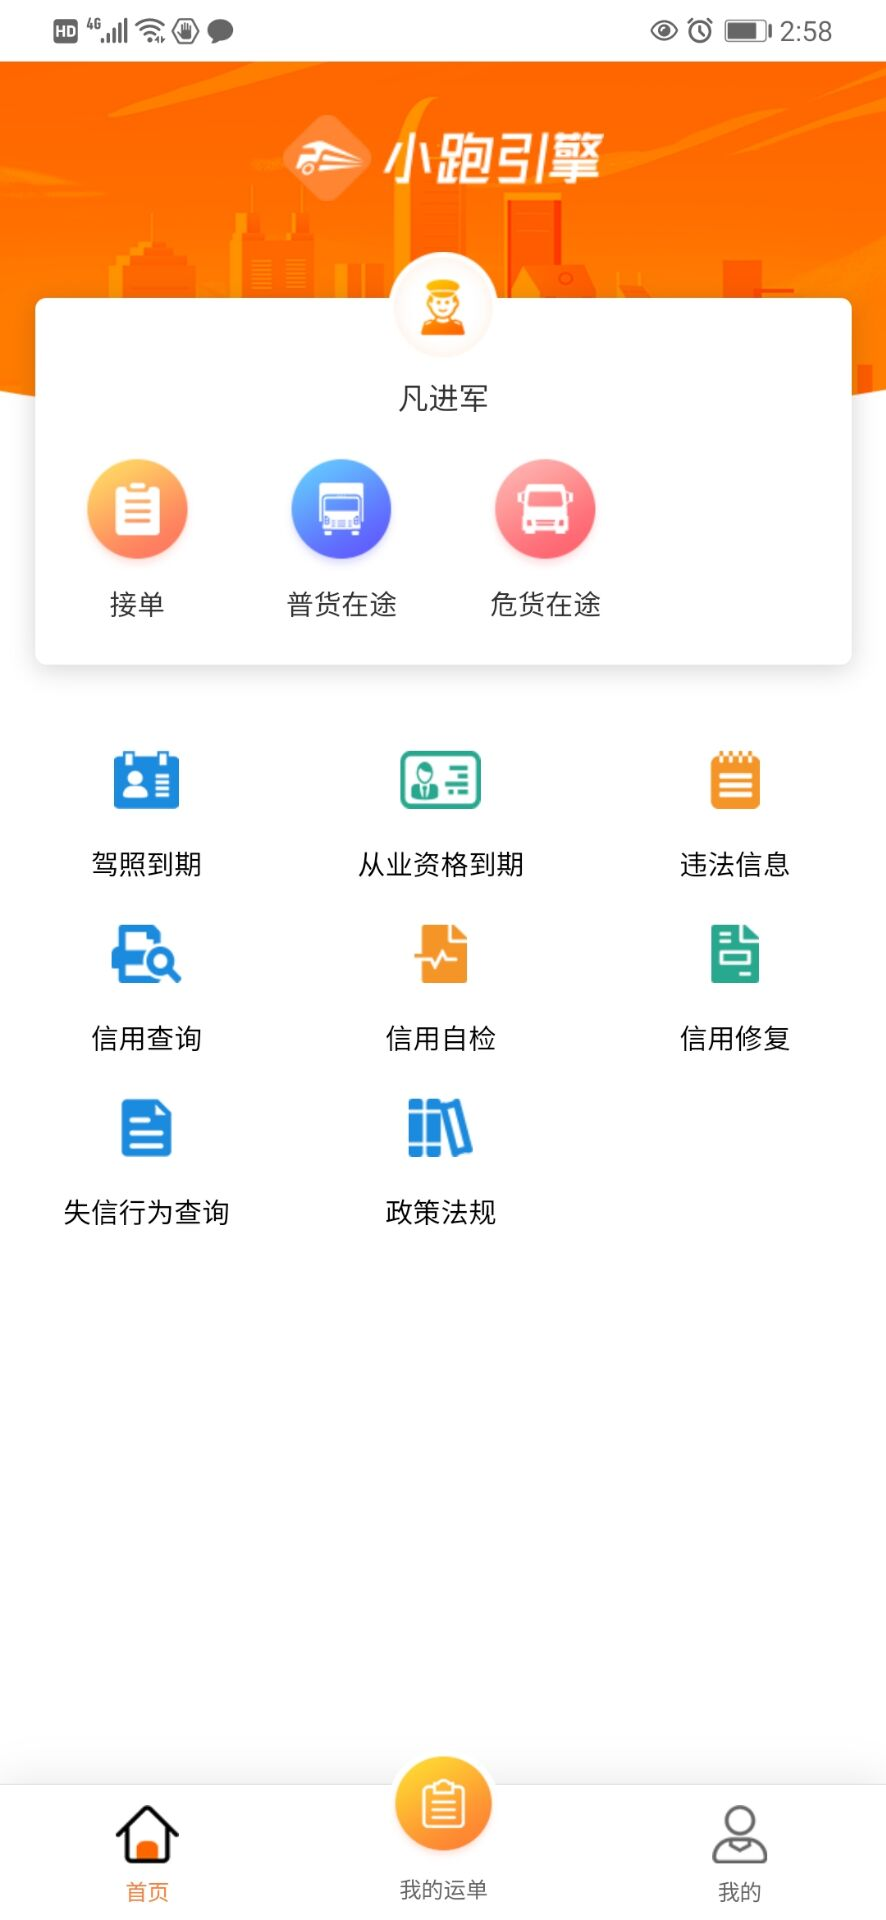 HD 4G 2:58
小跑引擎
凡进军
接单 普货在途 危货在途
驾照到期 从业资格到期 违法信息
信用查询 信用自检 信用修复
失信行为查询 政策法规
首页 我的运单 我的